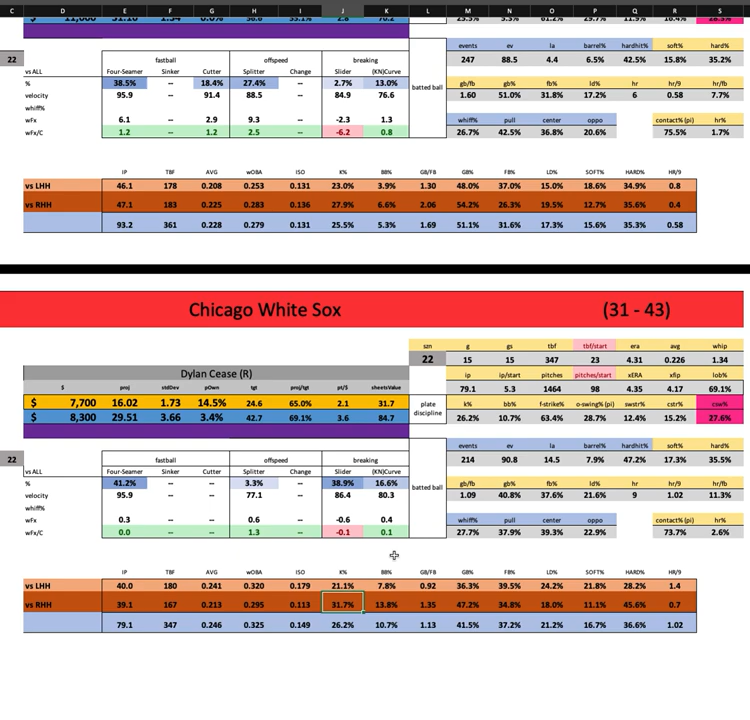 C D E F G H I J K L M N O P Q R S
events ev la barrel% hardhit% soft% hard%
22 247 88.5 4.4 6.5% 42.5% 15.8% 35.2%
fastball offspeed breaking
vs ALL Four-Seamer Sinker Cutter Splitter Change Slider (KN)Curve
% 38.5% -- 18.4% 27.4% -- 2.7% 13.0% batted ball gb/fb gb% fb% ld% hr hr/9 hr/fb
velocity 95.9 -- 91.4 88.5 -- 84.9 76.6 1.60 51.0% 31.8% 17.2% 6 0.58 7.7%
whiff%
wFx 6.1 -- 2.9 9.3 -- -2.3 1.3 whiff% pull center oppo contact% (pi) hr%
wFx/C 1.2 -- 1.2 2.5 -- -6.2 0.8 26.7% 42.5% 36.8% 20.6% 75.5% 1.7%
IP TBF AVG wOBA ISO K% BB% GB/FB GB% FB% LD% SOFT% HARD% HR/9
vs LHH 46.1 178 0.208 0.253 0.131 23.0% 3.9% 1.30 48.0% 37.0% 15.0% 18.6% 34.9% 0.8
vs RHH 47.1 183 0.225 0.283 0.136 27.9% 6.6% 2.06 54.2% 26.3% 19.5% 12.7% 35.6% 0.4
93.2 361 0.228 0.279 0.131 25.5% 5.3% 1.69 51.1% 31.6% 17.3% 15.6% 35.3% 0.58
Chicago White Sox (31 - 43)
szn g gs tbf tbf/start era avg whip
22 15 15 347 23 4.31 0.226 1.34
Dylan Cease (R) ip ip/start pitches pitches/start xERA xfip lob%
$ proj stdDev pOwn tgt proj/tgt pt/$ sheetsValue 79.1 5.3 1464 98 4.35 4.17 69.1%
$ 7,700 16.02 1.73 14.5% 24.6 65.0% 2.1 31.7 plate discipline k% bb% f-strike% o-swing% (pi) swstr% cstr% csw%
$ 8,300 29.51 3.66 3.4% 42.7 69.1% 3.6 84.7 26.2% 10.7% 63.4% 28.7% 12.4% 15.2% 27.6%
events ev la barrel% hardhit% soft% hard%
22 214 90.8 14.5 7.9% 47.2% 17.3% 35.5%
fastball offspeed breaking
vs ALL Four-Seamer Sinker Cutter Splitter Change Slider (KN)Curve
% 41.2% -- -- 3.3% -- 38.9% 16.6% batted ball gb/fb gb% fb% ld% hr hr/9 hr/fb
velocity 95.9 -- -- 77.1 -- 86.4 80.3 1.09 40.8% 37.6% 21.6% 9 1.02 11.3%
whiff%
wFx 0.3 -- -- 0.6 -- -0.6 0.4 whiff% pull center oppo contact% (pi) hr%
wFx/C 0.0 -- -- 1.3 -- -0.1 0.1 27.7% 37.9% 39.3% 22.9% 73.7% 2.6%
IP TBF AVG wOBA ISO K% BB% GB/FB GB% FB% LD% SOFT% HARD% HR/9
vs LHH 40.0 180 0.241 0.320 0.179 21.1% 7.8% 0.92 36.3% 39.5% 24.2% 21.8% 28.2% 1.4
vs RHH 39.1 167 0.213 0.295 0.113 31.7% 13.8% 1.35 47.2% 34.8% 18.0% 11.1% 45.6% 0.7
79.1 347 0.246 0.325 0.149 26.2% 10.7% 1.13 41.5% 37.2% 21.2% 16.7% 36.6% 1.02